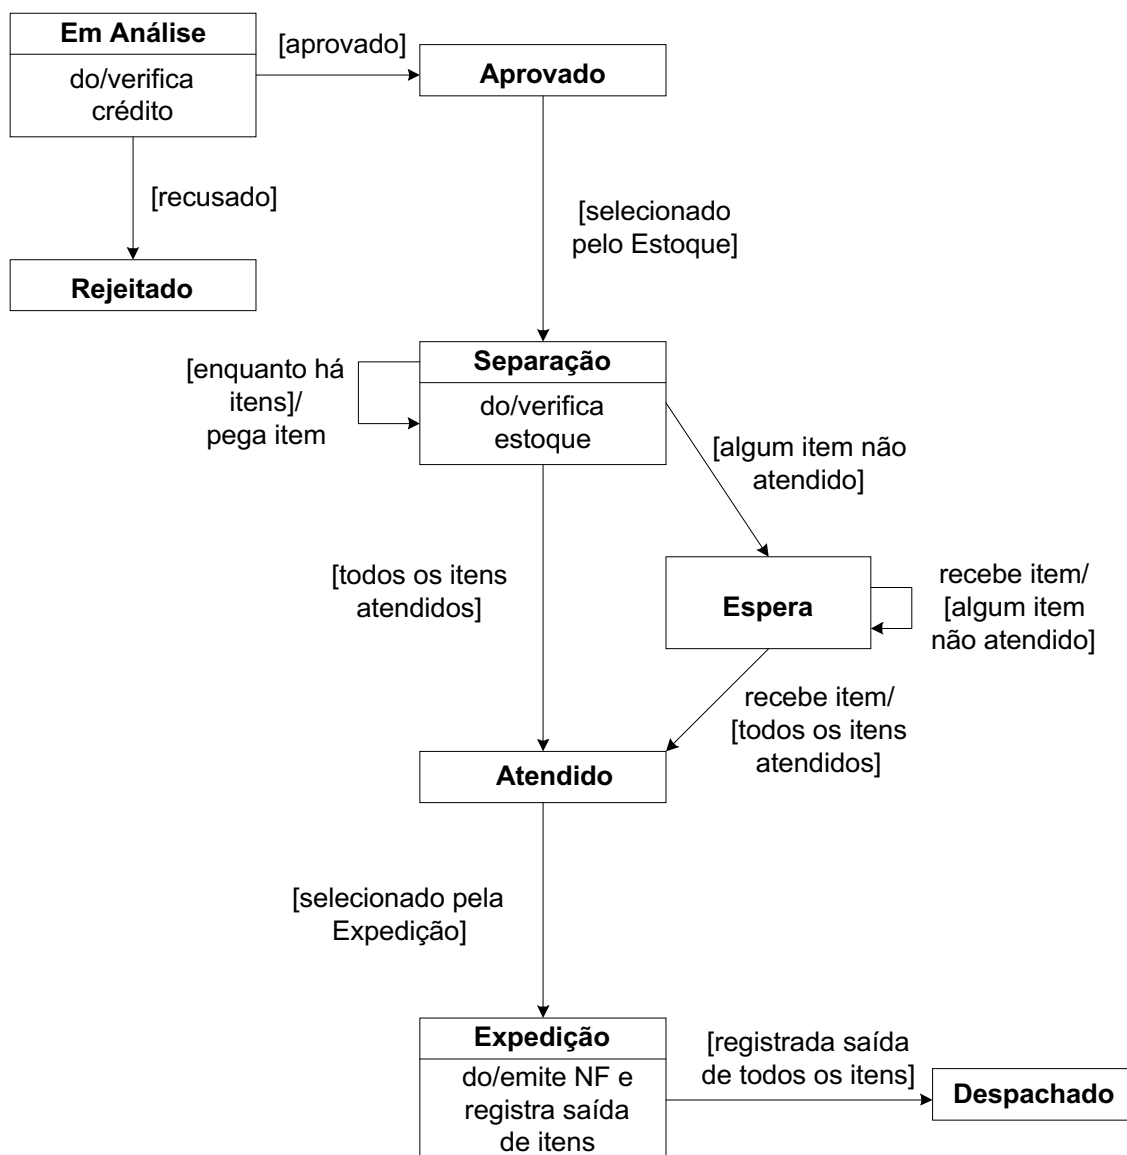 Em Análise
do/verifica
crédito
[aprovado]
Aprovado
[recusado]
Rejeitado
[selecionado
pelo Estoque]
[enquanto há
itens]/
pega item
Separação
do/verifica
estoque
[algum item não
atendido]
[todos os itens
atendidos]
Espera
recebe item/
[algum item
não atendido]
recebe item/
[todos os itens
atendidos]
Atendido
[selecionado pela
Expedição]
Expedição
do/emite NF e
registra saída
de itens
[registrada saída
de todos os itens]
Despachado